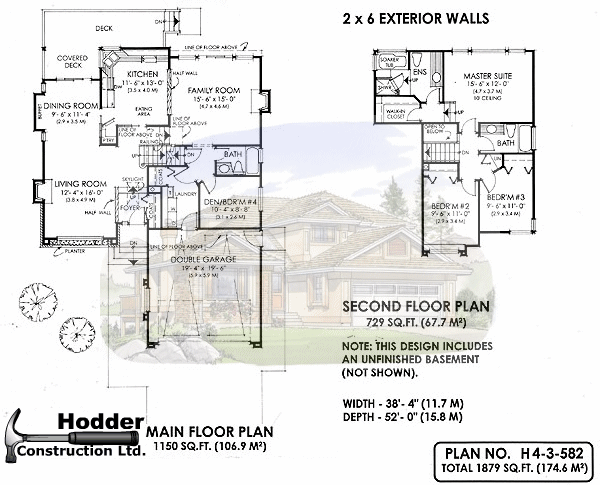 2 x 6 EXTERIOR WALLS
DECK
DN
LINE OF FLOOR ABOVE
COVERED
DECK
KITCHEN
11'- 6" x 13'- 0"
(3.5 x 4.0 M)
HALF WALL
FAMILY ROOM
15'- 6" x 15'- 0"
(4.7 x 4.6 M)
DW
BUFFET
DINING ROOM
9'- 6" x 11'- 4"
(2.9 x 3.5 M)
EATING
AREA
LINE OF
FLOOR ABOVE
LINE OF
FLOOR ABOVE
PTRY
RAILING
UP
DN
BATH
LIVING ROOM
12'- 4" x 16'- 0"
(3.8 x 4.9 M)
SKYLIGHT
UP
FOYER
HALF WALL
COATS
COATS
LAUNDRY
DEN/BDR'M #4
10'- 4" x 8'- 8"
(3.1 x 2.6 M)
PLANTER
LINE OF FLOOR ABOVE
DN
DOUBLE GARAGE
19'- 4" x 19'- 6"
(5.9 x 5.9 M)
SOAKER
TUB
ENS
SHWR
WALK-IN
CLOSET
MASTER SUITE
15'- 6" x 12'- 0"
(4.7 x 3.7 M)
10' CEILING
OPEN TO
BELOW
DN
BATH
LIN
BEDR'M #2
9'- 6" x 11'- 0"
(2.9 x 3.4 M)
BEDR'M #3
9'- 6" x 11'- 0"
(2.9 x 3.4 M)
SECOND FLOOR PLAN
729 SQ.FT. (67.7 M²)
NOTE: THIS DESIGN INCLUDES
AN UNFINISHED BASEMENT
(NOT SHOWN).
WIDTH - 38'- 4" (11.7 M)
DEPTH - 52'- 0" (15.8 M)
Hodder
Construction Ltd.
MAIN FLOOR PLAN
1150 SQ.FT. (106.9 M²)
PLAN NO. H4-3-582
TOTAL 1879 SQ.FT. (174.6 M²)